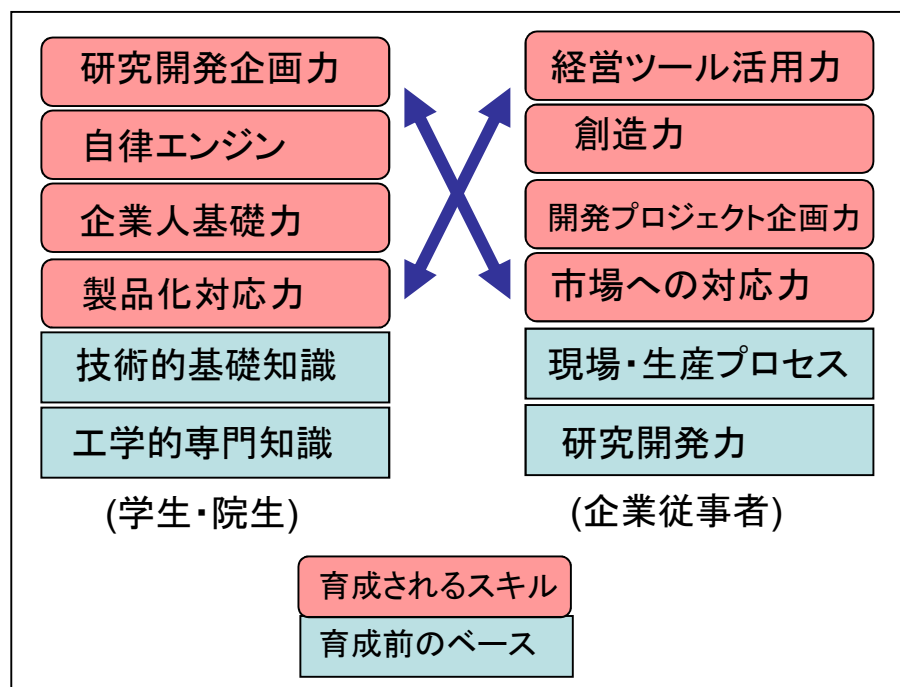 研究開発企画力
自律エンジン
企業人基礎力
製品化対応力
技術的基礎知識
工学的専門知識
(学生・院生)
経営ツール活用力
創造力
開発プロジェクト企画力
市場への対応力
現場・生産プロセス
研究開発力
(企業従事者)
育成されるスキル
育成前のベース